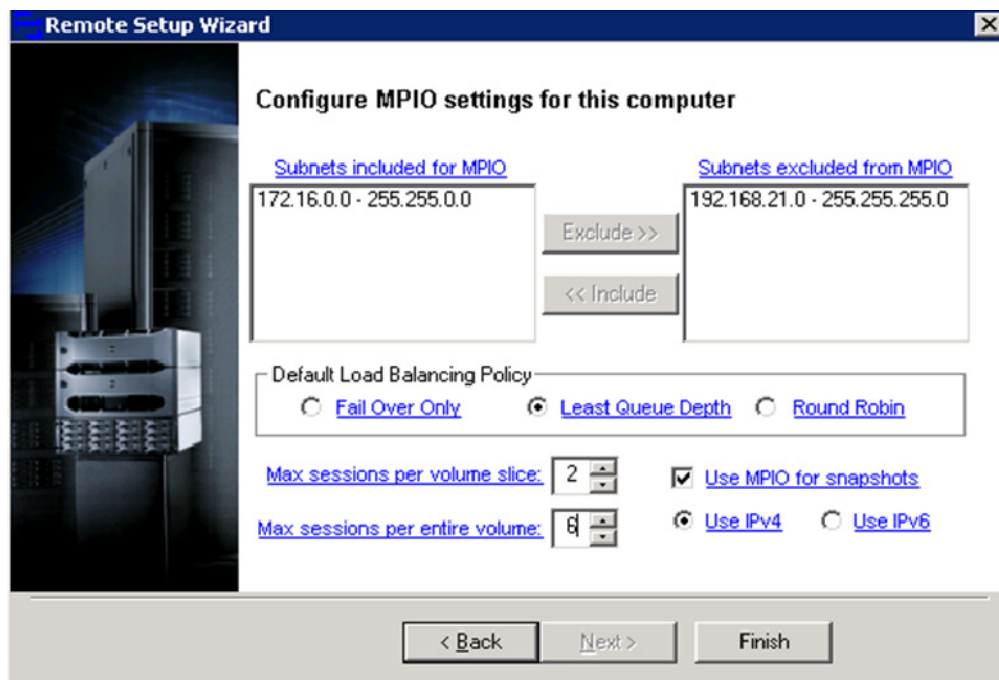 Remote Setup Wizard
Configure MPIO settings for this computer
Subnets included for MPIO
Subnets excluded from MPIO
172.16.0.0 - 255.255.0.0
192.168.21.0 - 255.255.255.0
Exclude >>
<< Include
Default Load Balancing Policy
Fail Over Only
Least Queue Depth
Round Robin
Max sessions per volume slice: 2
Use MPIO for snapshots
Max sessions per entire volume: 6
Use IPv4
Use IPv6
< Back
Next >
Finish